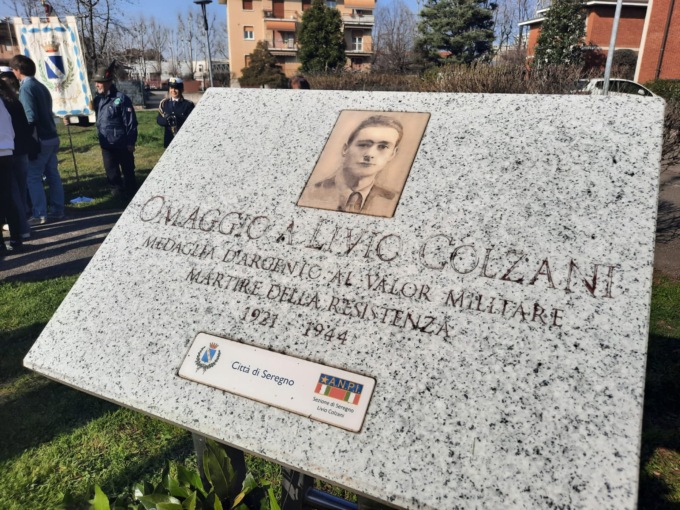 OMAGGIO A LIVIO COLZANI
MEDAGLIA D'ARGENTO AL VALOR MILITARE
MARTIRE DELLA RESISTENZA
1921 1944
Città di Seregno
A.N.P.I
Sezione di Seregno
Livio Colzani